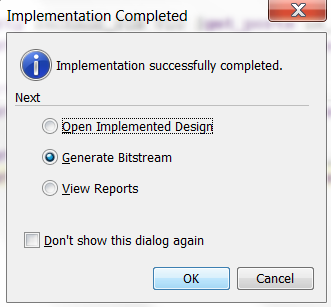 Implementation Completed
Implementation successfully completed.
Next
Open Implemented Design
Generate Bitstream
View Reports
Don't show this dialog again
OK
Cancel